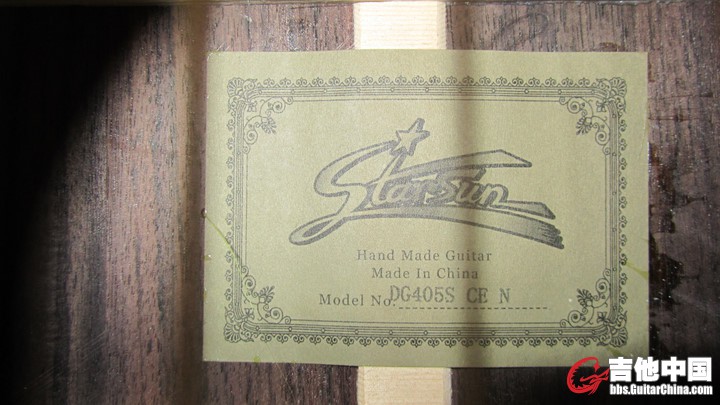 StarSun
Hand Made Guitar
Made In China
Model No. DG405S CE N
吉他中国
bbs.GuitarChina.com